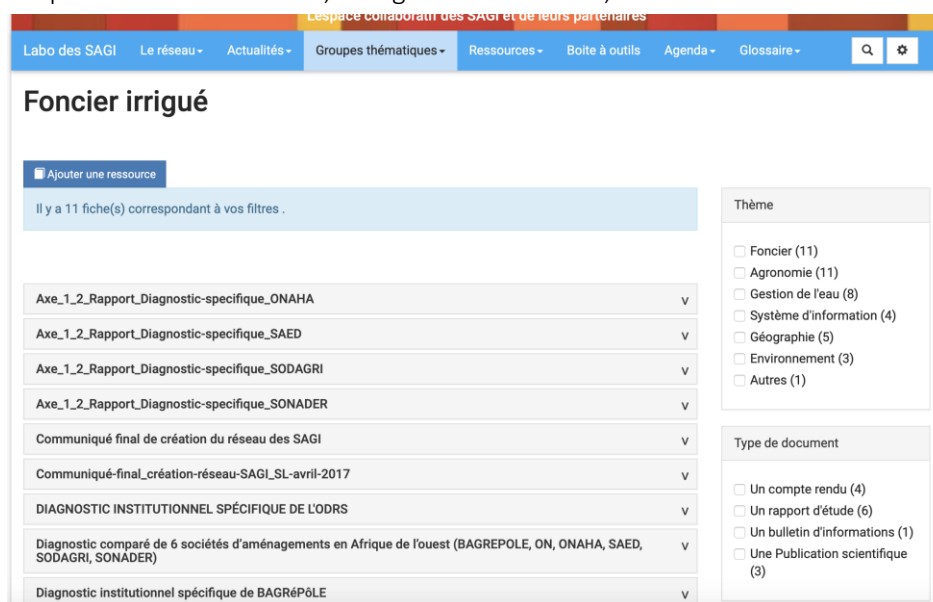 L'espace collaboratif des SAGI et de leurs partenaires
Labo des SAGI Le réseau Actualités Groupes thématiques Ressources Boite à outils Agenda Glossaire
Foncier irrigué
Ajouter une ressource
Il y a 11 fiche(s) correspondant à vos filtres .
Axe_1_2_Rapport_Diagnostic-specifique_ONAHA v
Axe_1_2_Rapport_Diagnostic-specifique_SAED v
Axe_1_2_Rapport_Diagnostic-specifique_SODAGRI v
Axe_1_2_Rapport_Diagnostic-specifique_SONADER v
Communiqué final de création du réseau des SAGI v
Communiqué-final_création-réseau-SAGI_SL-avril-2017 v
DIAGNOSTIC INSTITUTIONNEL SPÉCIFIQUE DE L'ODRS v
Diagnostic comparé de 6 sociétés d'aménagements en Afrique de l'ouest (BAGREPOLE, ON, ONAHA, SAED, v
SODAGRI, SONADER)
Diagnostic institutionnel spécifique de BAGRéPôLE v
Thème
Foncier (11)
Agronomie (11)
Gestion de l'eau (8)
Système d'information (4)
Géographie (5)
Environnement (3)
Autres (1)
Type de document
Un compte rendu (4)
Un rapport d'étude (6)
Un bulletin d'informations (1)
Une Publication scientifique
(3)